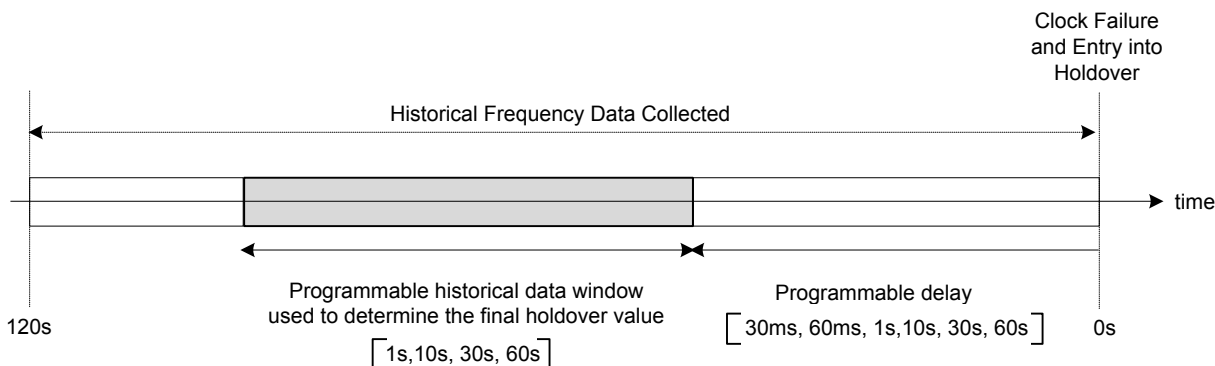 Clock Failure
and Entry into
Holdover
Historical Frequency Data Collected
time
Programmable historical data window
used to determine the final holdover value
[1s,10s, 30s, 60s]
Programmable delay
[30ms, 60ms, 1s,10s, 30s, 60s]
120s
0s